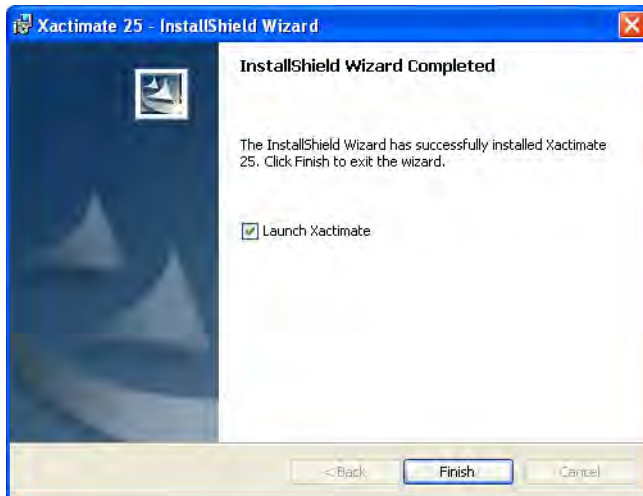 Xactimate 25 - InstallShield Wizard
InstallShield Wizard Completed
The InstallShield Wizard has successfully installed Xactimate
25. Click Finish to exit the wizard.
Launch Xactimate
< Back Finish Cancel